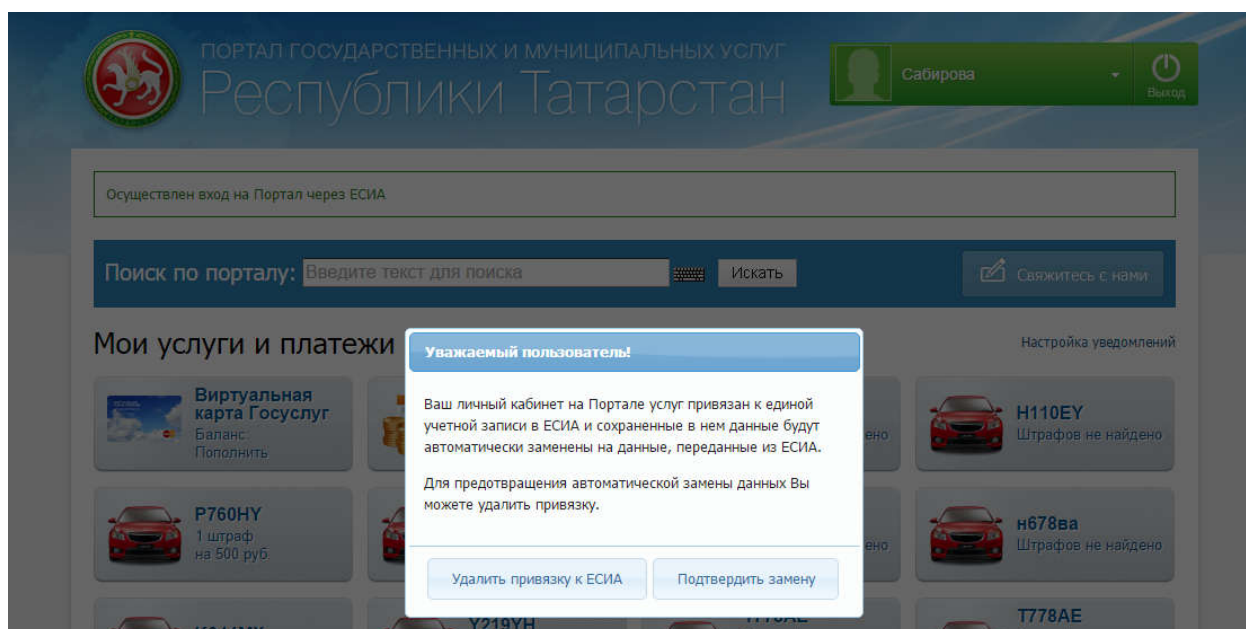 ПОРТАЛ ГОСУДАРСТВЕННЫХ И МУНИЦИПАЛЬНЫХ УСЛУГ
Республики Татарстан
Сабирова
Выход
Осуществлен вход на Портал через ЕСИА
Поиск по порталу: Введите текст для поиска Искать
Свяжитесь с нами
Мои услуги и платежи
Настройка уведомлений
Виртуальная
карта Госуслуг
Баланс:
Пополнить
Н110ЕУ
Штрафов не найдено
Р760НУ
1 штраф
на 500 руб
н678ва
Штрафов не найдено
Уважаемый пользователь!
Ваш личный кабинет на Портале услуг привязан к единой
учетной записи в ЕСИА и сохраненные в нем данные будут
автоматически заменены на данные, переданные из ЕСИА.
Для предотвращения автоматической замены данных Вы
можете удалить привязку.
Удалить привязку к ЕСИА
Подтвердить замену
У219УН
Т778АЕ